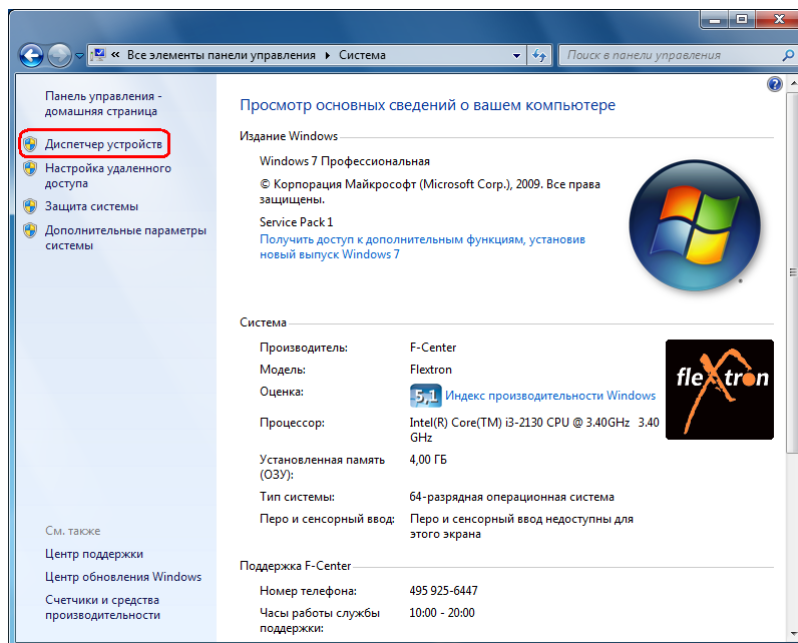 « Все элементы панели управления ▸ Система
Поиск в панели управления
Панель управления -
домашняя страница
Диспетчер устройств
Настройка удаленного
доступа
Защита системы
Дополнительные параметры
системы
См. также
Центр поддержки
Центр обновления Windows
Счетчики и средства
производительности
Просмотр основных сведений о вашем компьютере
Издание Windows
Windows 7 Профессиональная
© Корпорация Майкрософт (Microsoft Corp.), 2009. Все права
защищены.
Service Pack 1
Получить доступ к дополнительным функциям, установив
новый выпуск Windows 7
Система
Производитель: F-Center
Модель: Flextron
Оценка: 5,1 Индекс производительности Windows
Процессор: Intel(R) Core(TM) i3-2130 CPU @ 3.40GHz 3.40
GHz
Установленная память 4,00 ГБ
(ОЗУ):
Тип системы: 64-разрядная операционная система
Перо и сенсорный ввод: Перо и сенсорный ввод недоступны для
этого экрана
flextron
Поддержка F-Center
Номер телефона: 495 925-6447
Часы работы службы 10:00 - 20:00
поддержки: